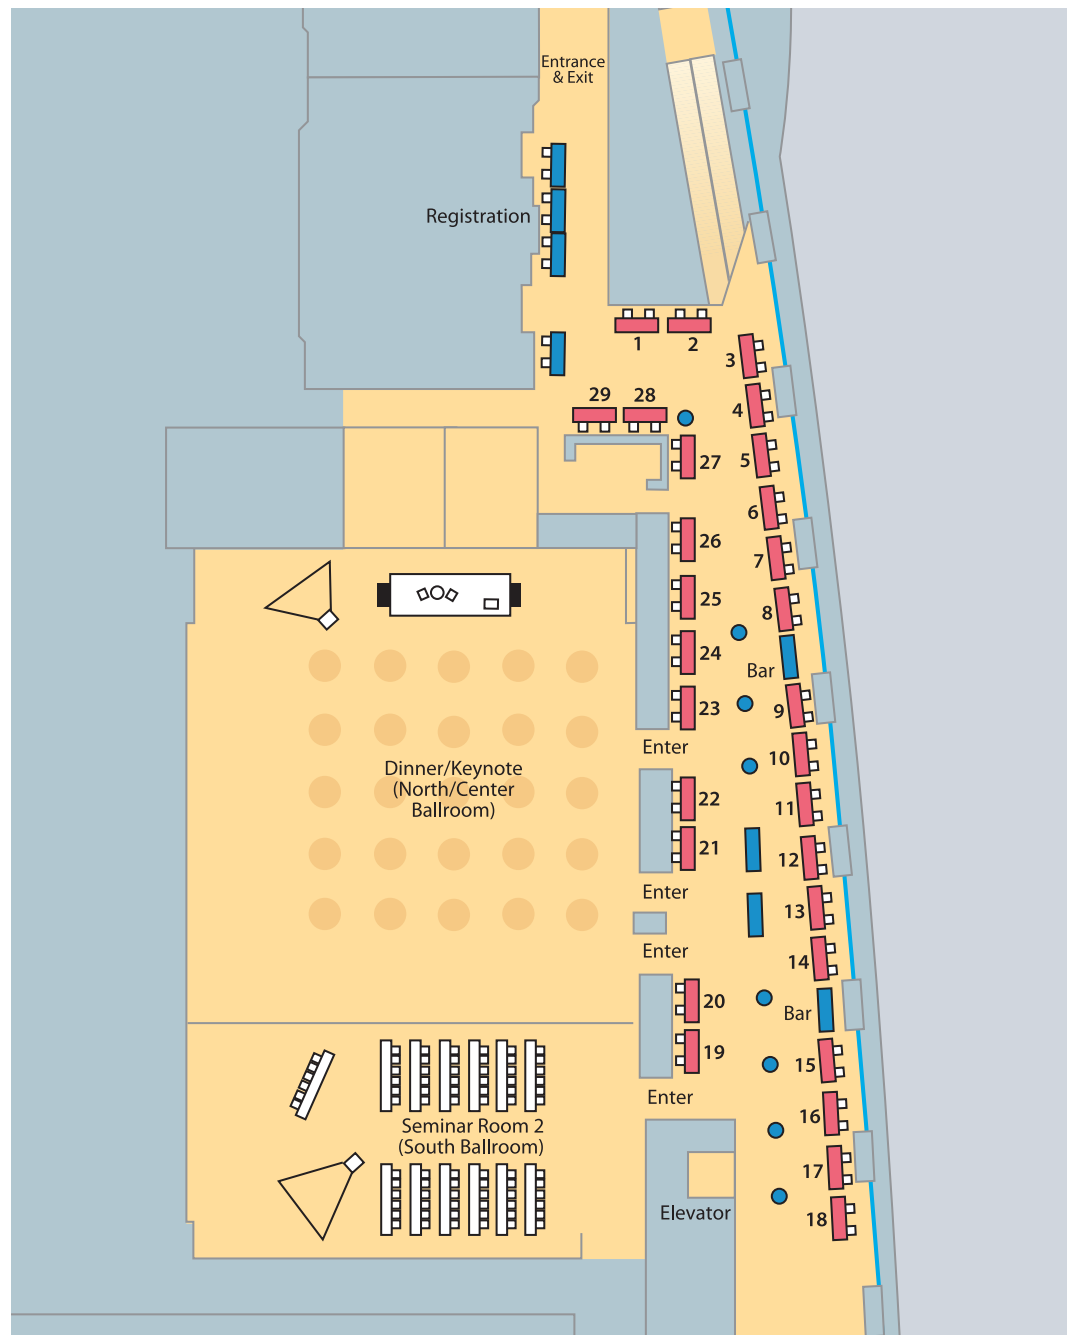 Entrance
& Exit
Registration
1
2
3
29
28
4
27
5
6
26
7
25
8
24
Bar
23
9
Enter
10
Dinner/Keynote
(North/Center
Ballroom)
22
11
21
12
Enter
13
Enter
14
20
Bar
19
15
Enter
16
Seminar Room 2
(South Ballroom)
17
Elevator
18